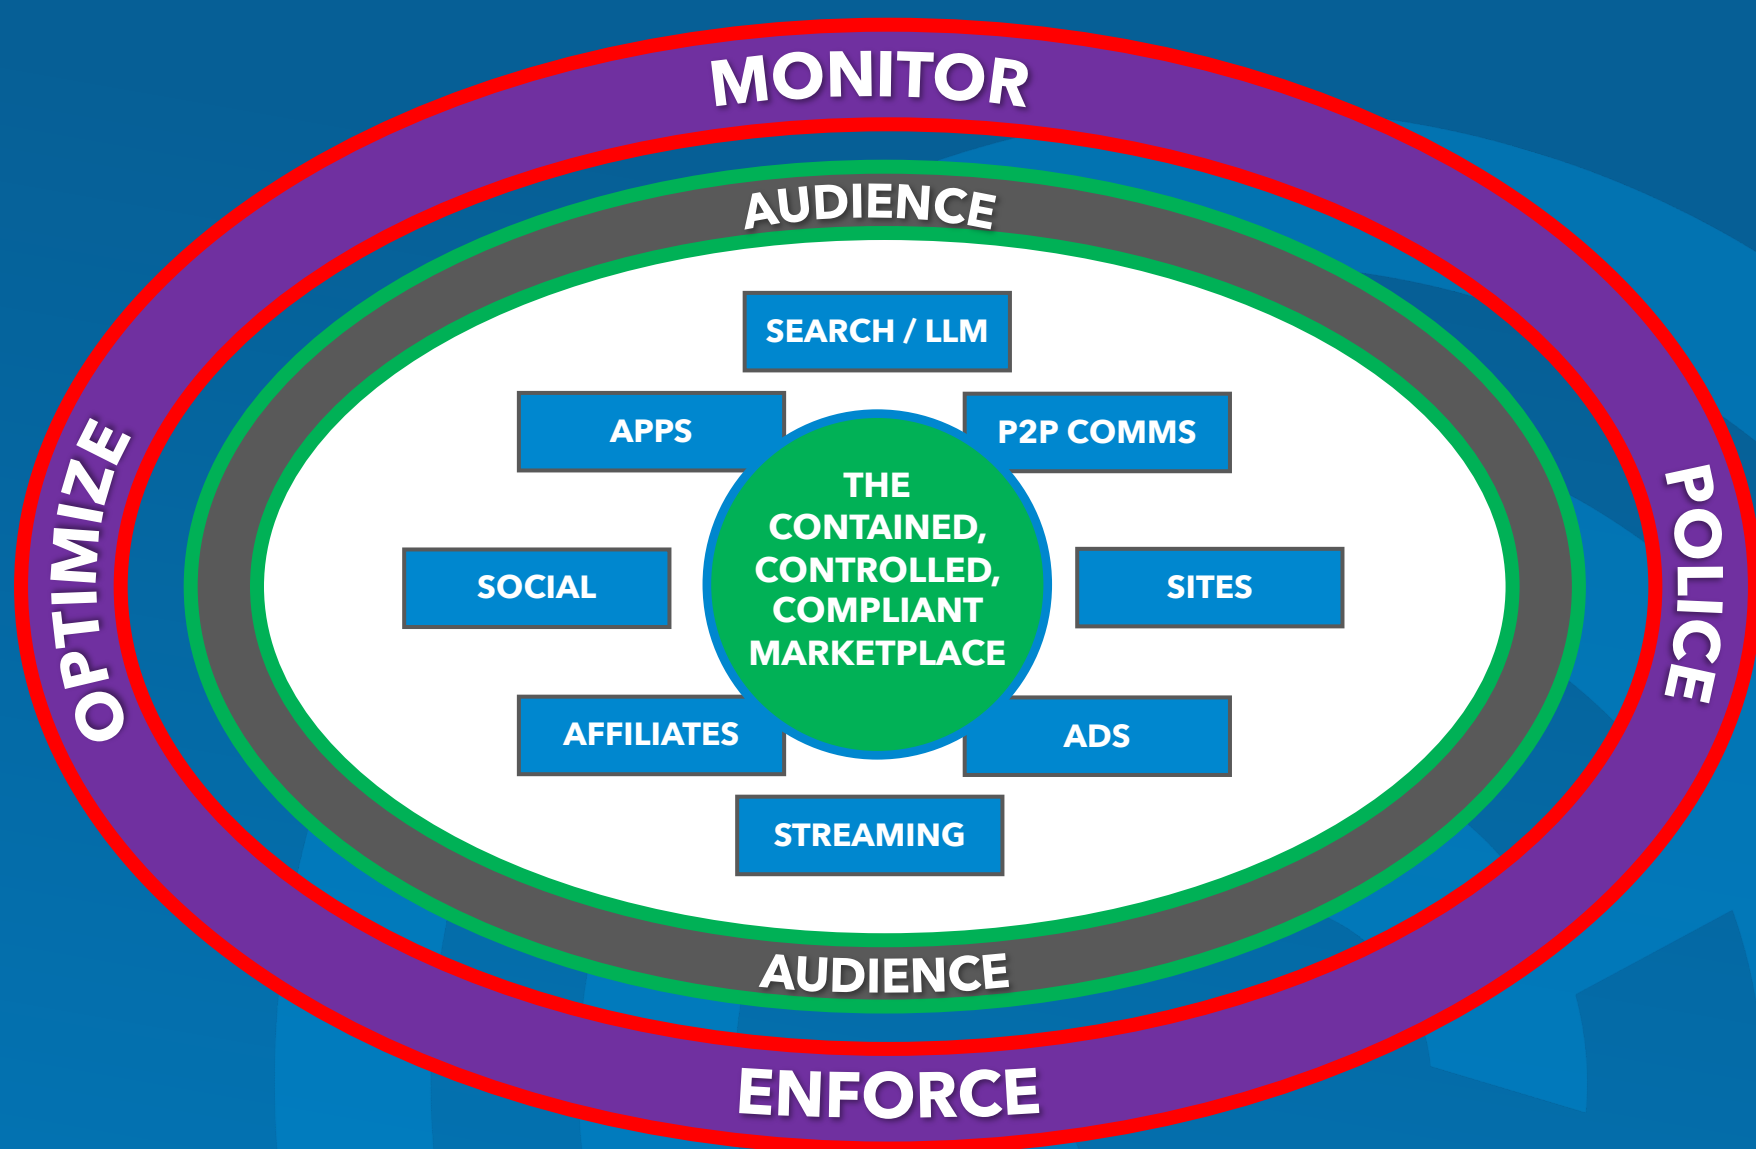 MONITOR
AUDIENCE
SEARCH / LLM
APPS
P2P COMMS
OPTIMIZE
THE
CONTAINED,
CONTROLLED,
COMPLIANT
MARKETPLACE
POLICE
SOCIAL
SITES
AFFILIATES
ADS
STREAMING
AUDIENCE
ENFORCE